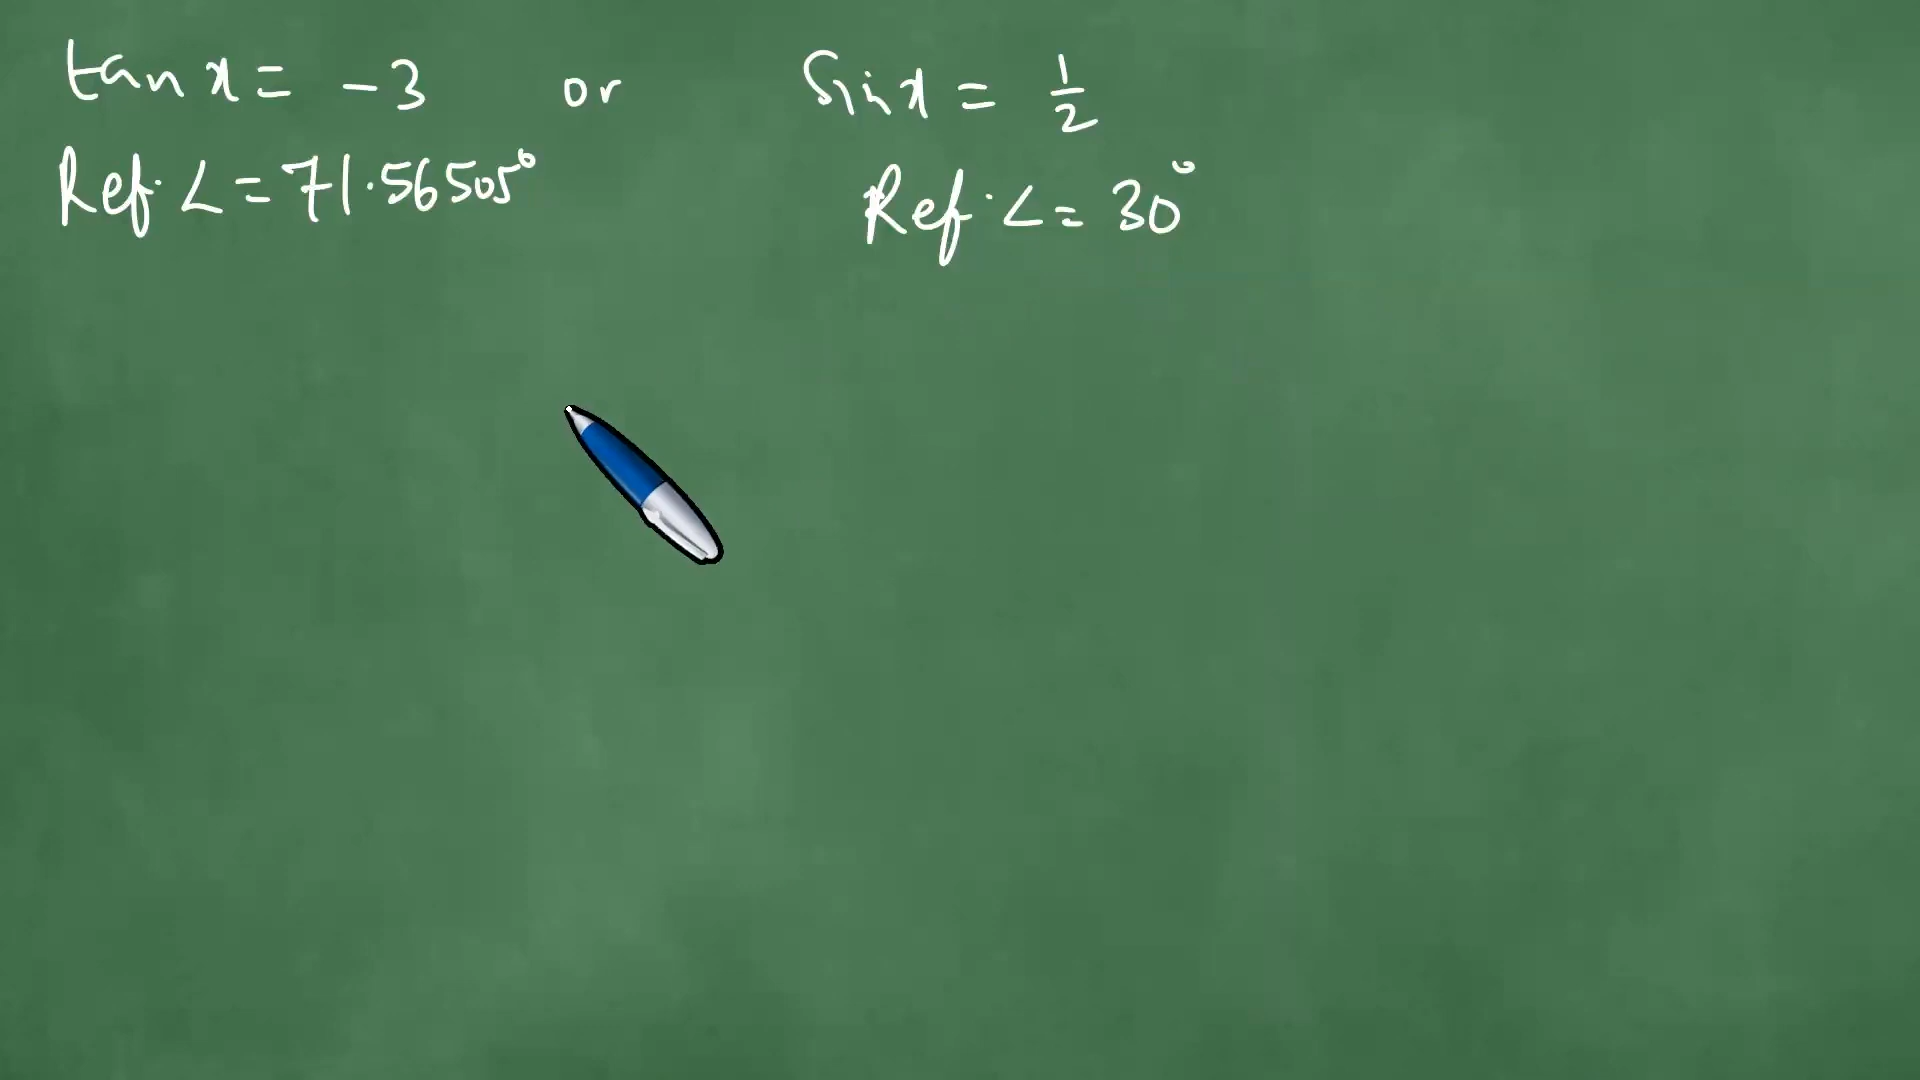 tan x = -3 or sin x = 1/2
Ref. ∠ = 71.56505° Ref. ∠ = 30°